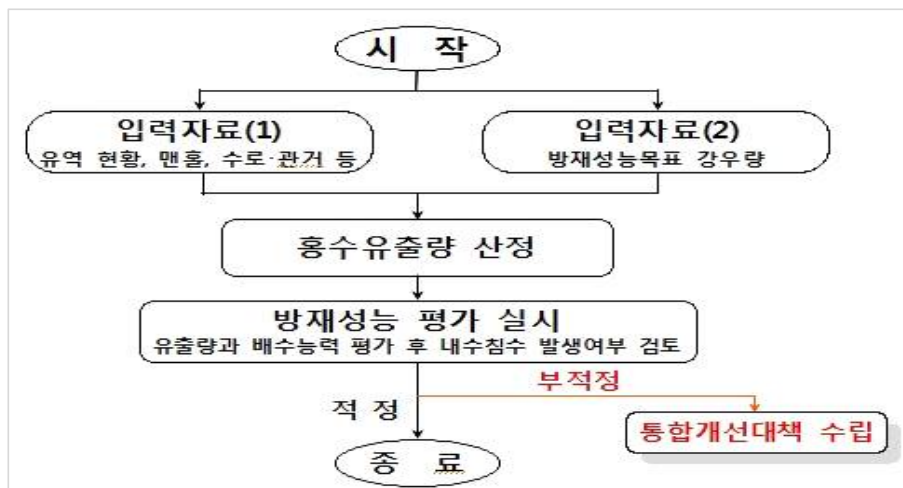 시 작
입력자료(1)
유역 현황, 맨홀, 수로·관거 등
입력자료(2)
방재성능목표 강우량
홍수유출량 산정
방재성능 평가 실시
유출량과 배수능력 평가 후 내수침수 발생여부 검토
부적정
적 정
통합개선대책 수립
종 료